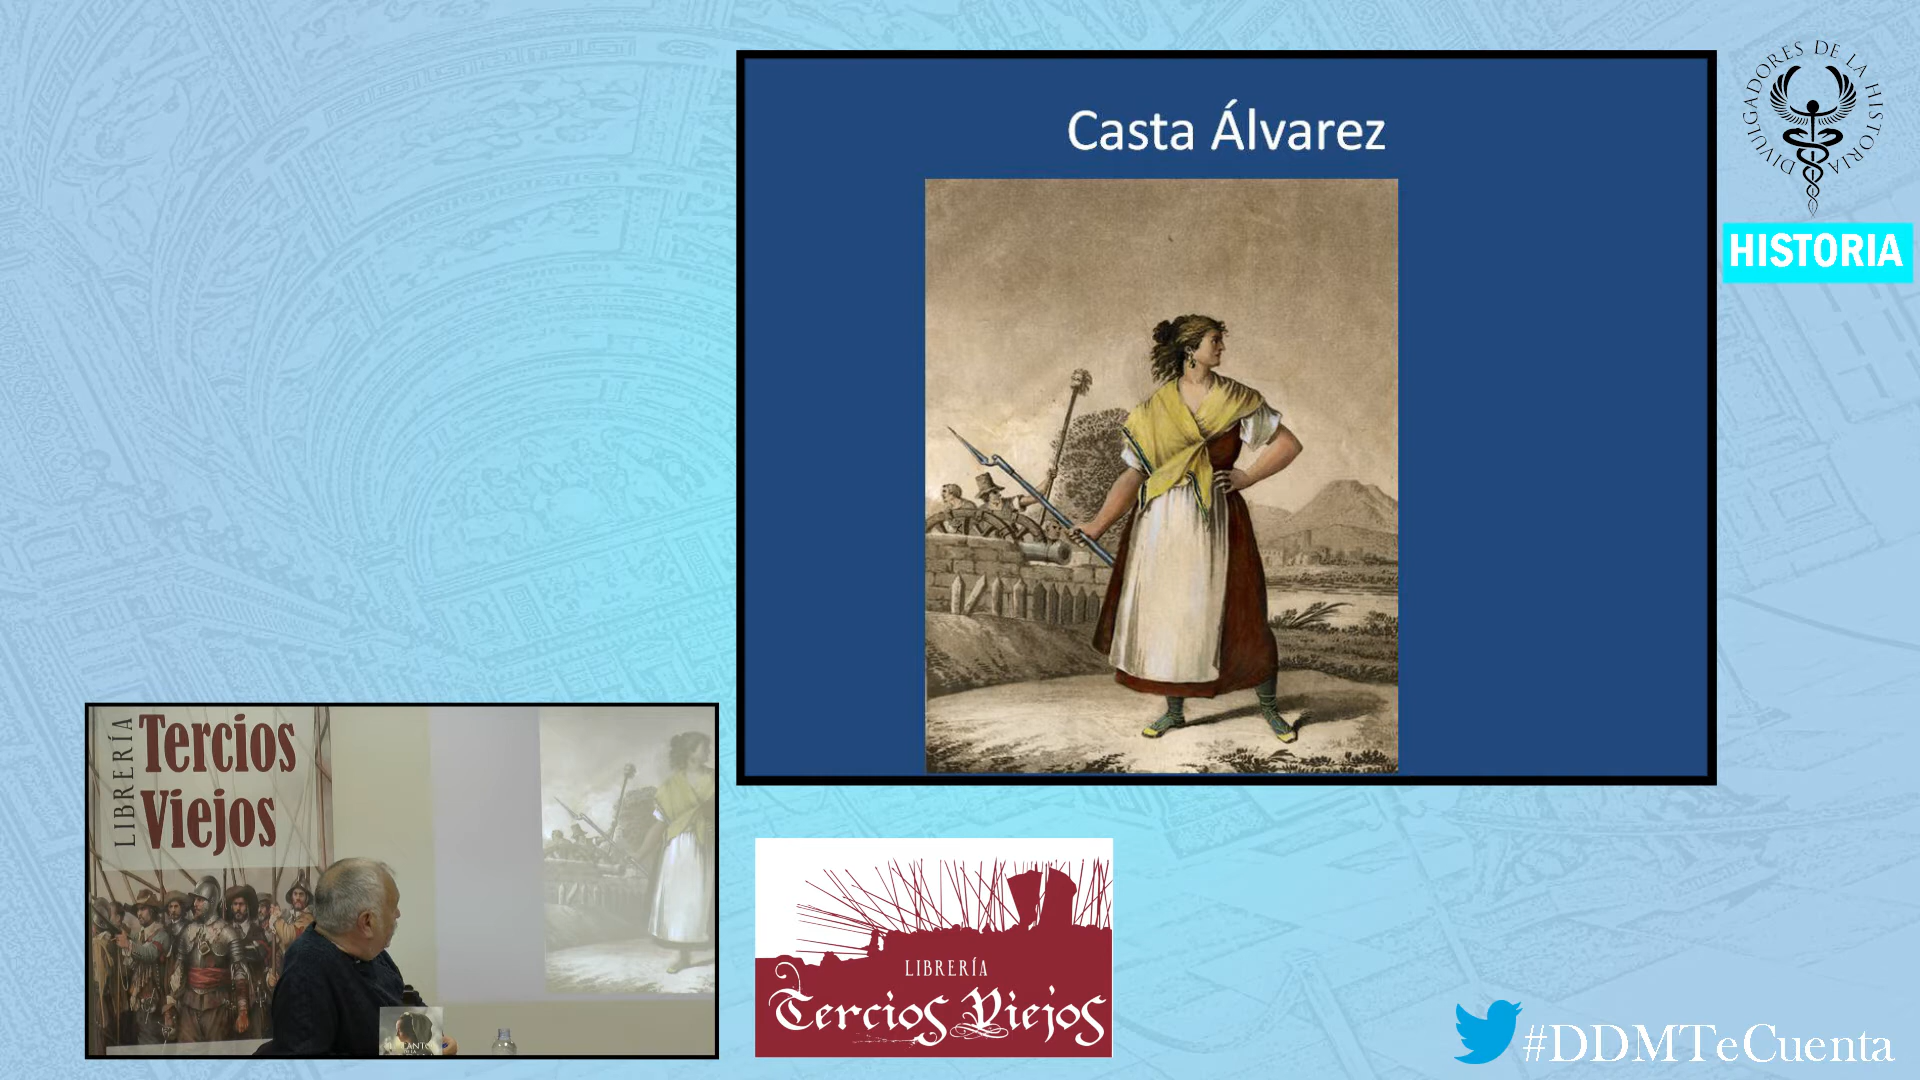 Casta Álvarez
DIVULGADORES DE LA HISTORIA
HISTORIA
LIBRERÍA
Tercios
Viejos
LIBRERÍA
Tercios Viejos
#DDMTeCuenta